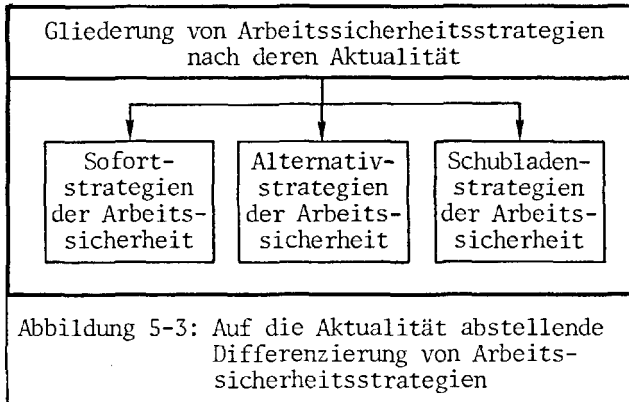 Gliederung von Arbeitssicherheitsstrategien
nach deren Aktualität
Sofort-
strategien
der Arbeits-
sicherheit
Alternativ-
strategien
der Arbeits-
sicherheit
Schubladen-
strategien
der Arbeits-
sicherheit
Abbildung 5-3: Auf die Aktualität abstellende
Differenzierung von Arbeits-
sicherheitsstrategien